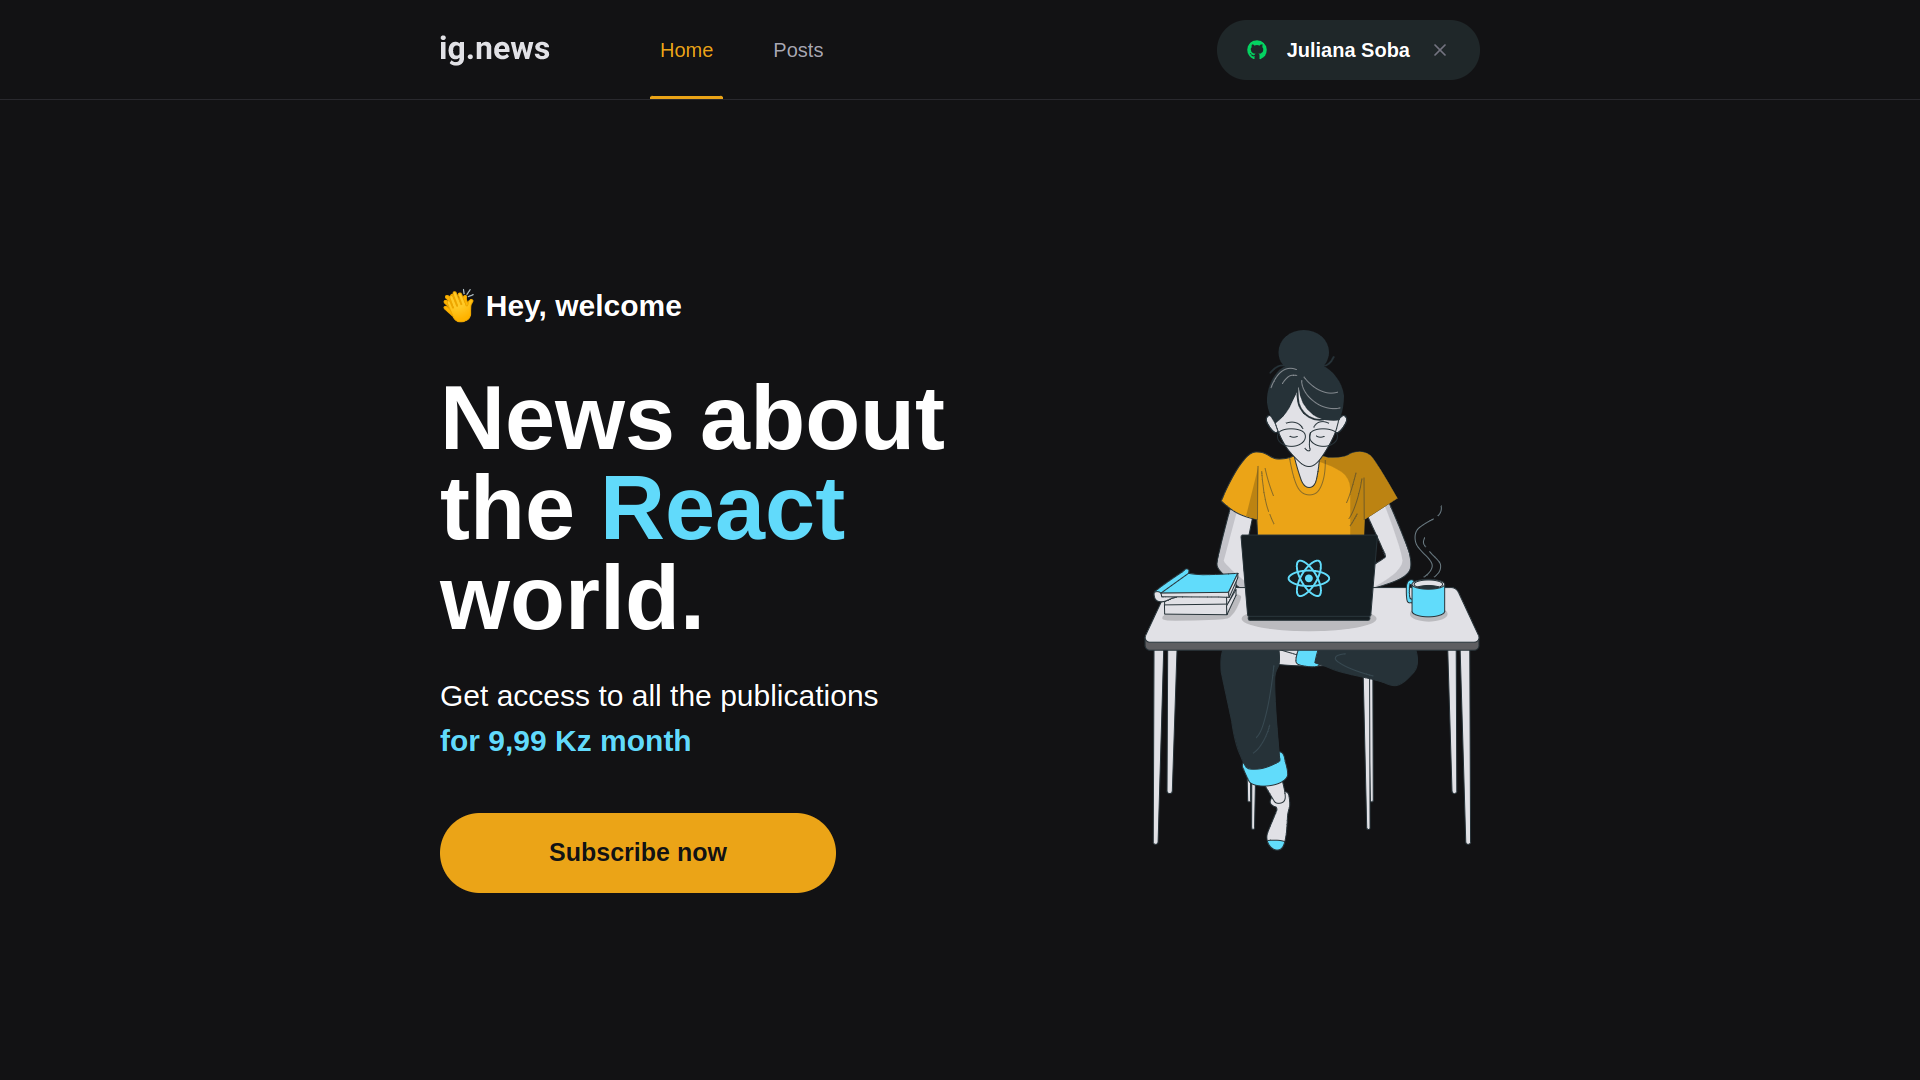 ig.news
Home
Posts
Juliana Soba
👏 Hey, welcome
News about
the React
world.
Get access to all the publications
for 9,99 Kz month
Subscribe now